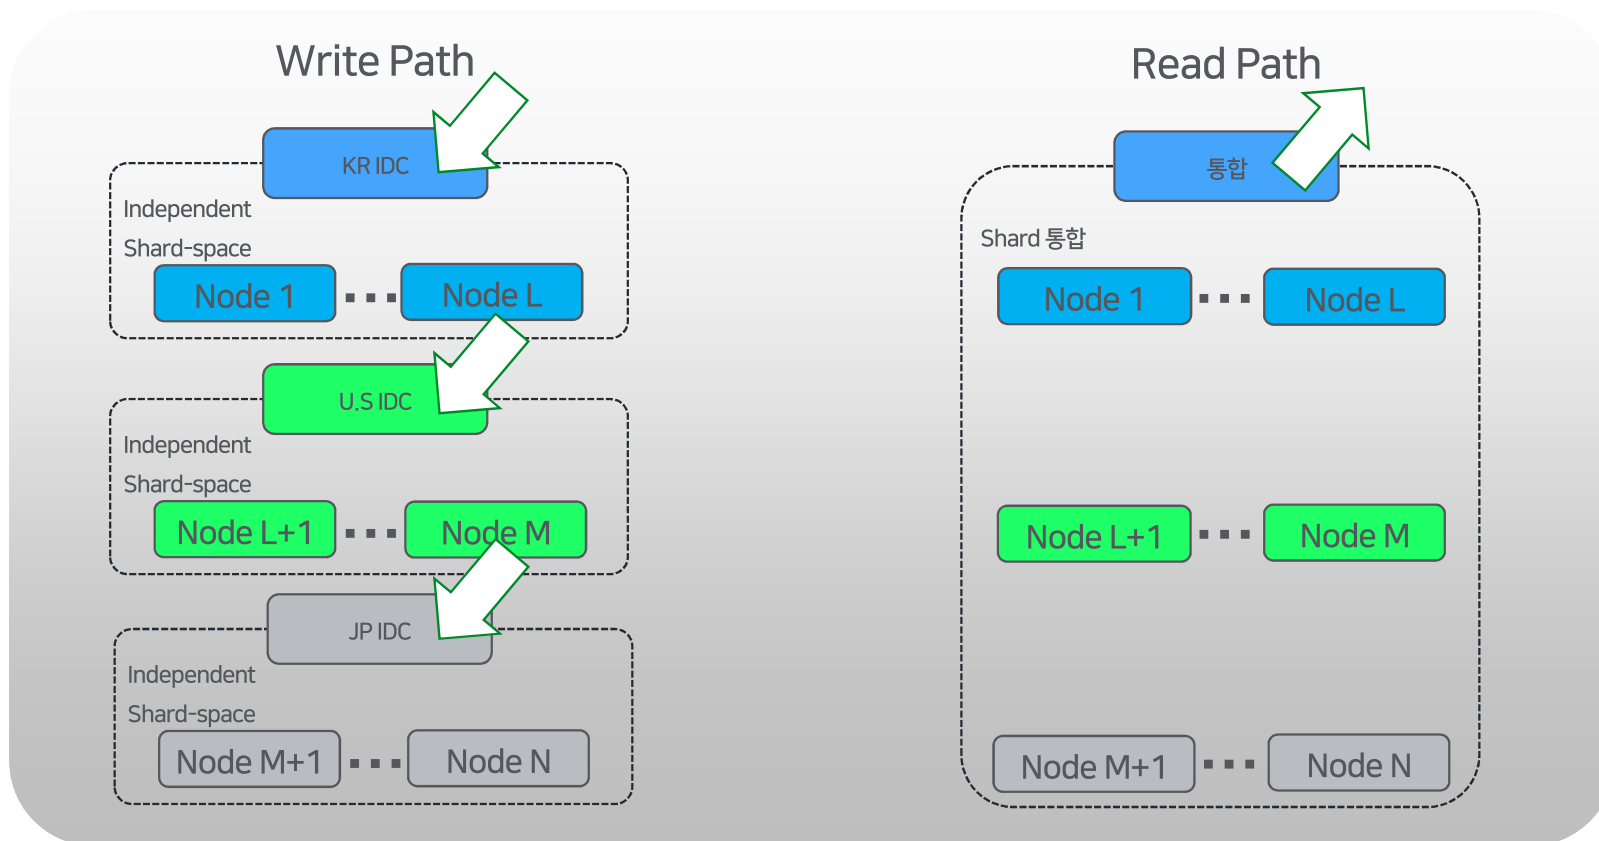 Write Path
KR IDC
Independent
Shard-space
Node 1
Node L
U.S IDC
Independent
Shard-space
Node L+1
Node M
JP IDC
Independent
Shard-space
Node M+1
Node N
Read Path
통합
Shard 통합
Node 1
Node L
Node L+1
Node M
Node M+1
Node N